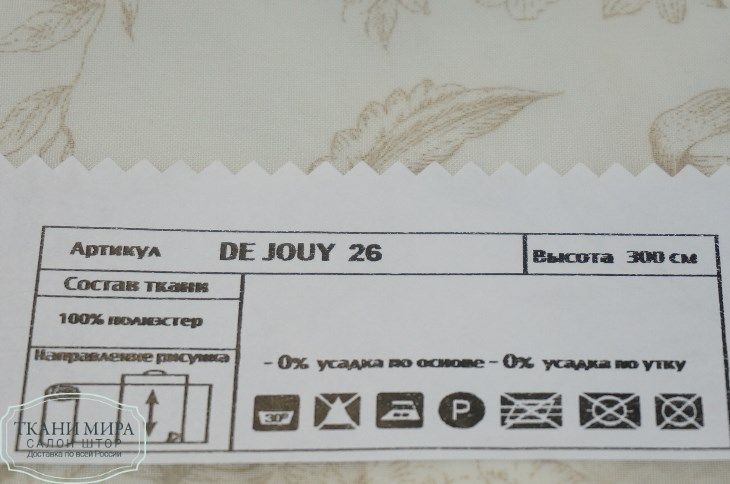 Артикул DE JOUY 26 Высота 300 см
Состав ткани
100% полиэстер
Направление рисунка
- 0% усадка по основе - 0% усадка по утку
30° P
ТКАНИ МИРА
САЛОН ШТОР
Доставка по всей России